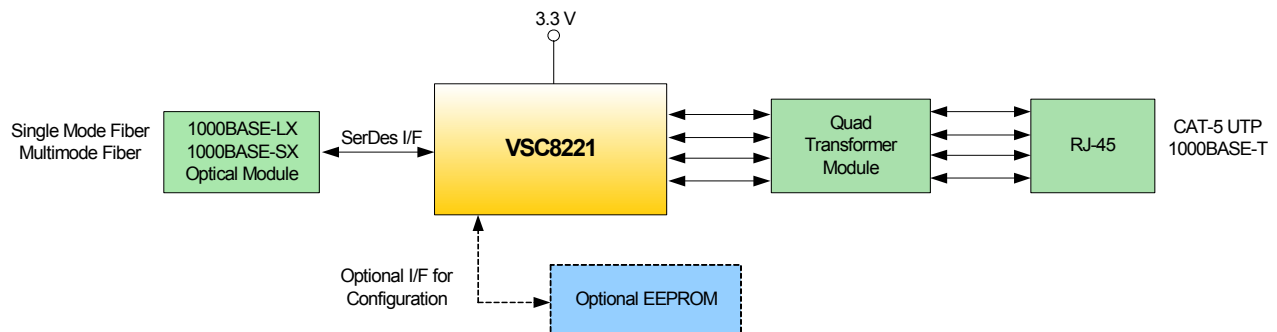 3.3 V
Single Mode Fiber
Multimode Fiber
1000BASE-LX
1000BASE-SX
Optical Module
SerDes I/F
VSC8221
Quad
Transformer
Module
RJ-45
CAT-5 UTP
1000BASE-T
Optional I/F for
Configuration
Optional EEPROM